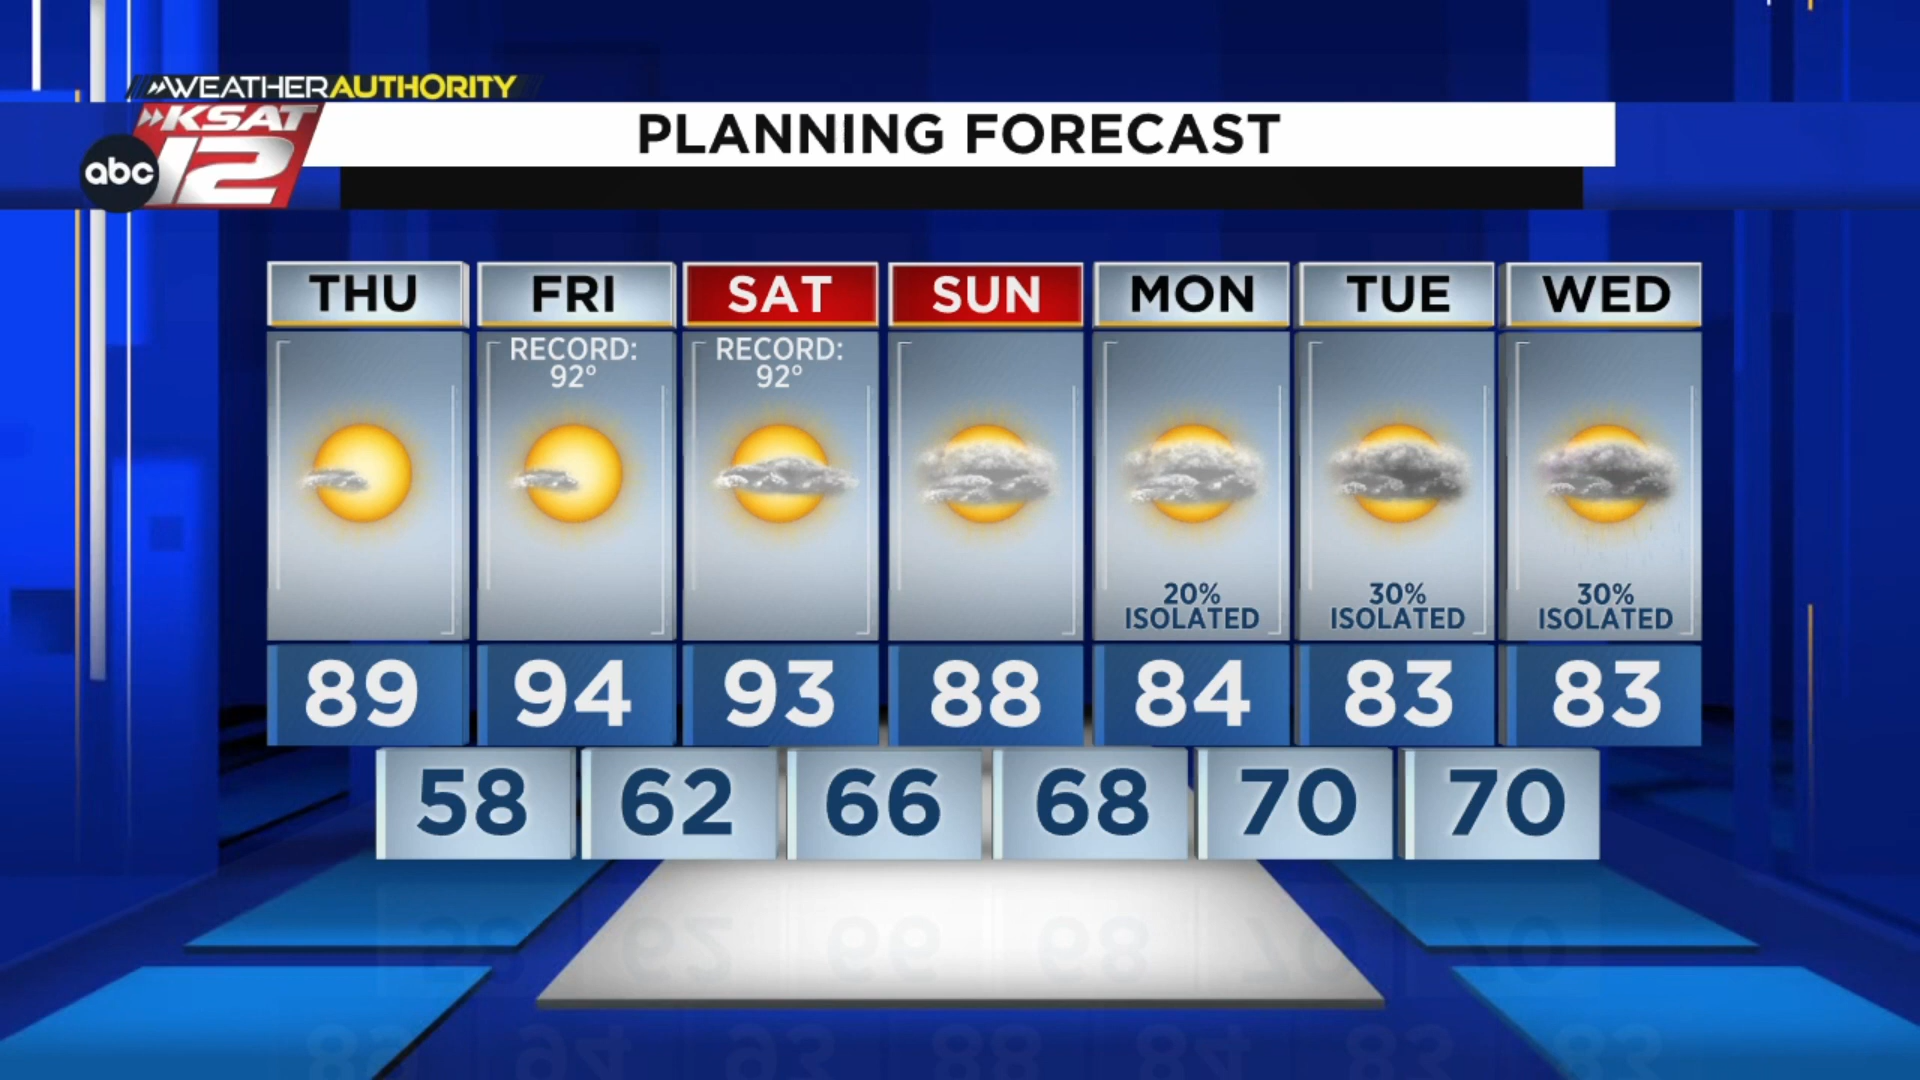 WEATHERAUTHORITY
KSAT
abc
12
PLANNING FORECAST
THU
FRI
SAT
SUN
MON
TUE
WED
RECORD:
92°
RECORD:
92°
20%
ISOLATED
30%
ISOLATED
30%
ISOLATED
89
94
93
88
84
83
83
58
62
66
68
70
70